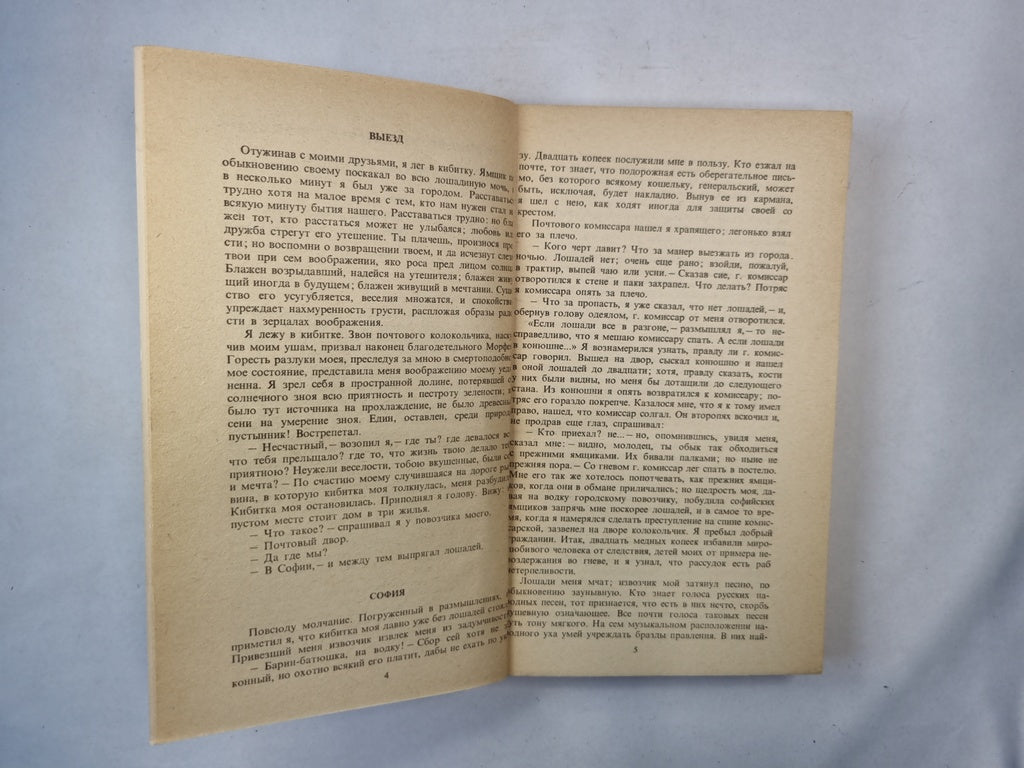 ВЫЕЗД
Отужинав с моими друзьями, я лег в кибитку. Ямщик
обыкновению своему поскакал во всю лошадиную мочь,
в несколько минут я был уже за городом. Расставаться
трудно хотя на малое время с тем, кто нам нужен стал
всякую минуту бытия нашего. Расставаться трудно: но
жен тот, кто расстаться может не улыбаяся; любовь
дружба стрегут его утешение. Ты плачешь, произнося
сти; но воспомни о возвращении твоем, и да исчезнут
твои при сем воображении, яко роса пред лицом
Блажен возрыдавший, надейся на утешителя; блажен
щий иногда в будущем; блажен живущий в мечтании.
ство его усугубляется, веселия множатся, и спокойствие
упреждает нахмуренность грусти, распложая образы
сти в зерцалах воображения.
Я лежу в кибитке. Звон почтового колокольчика,
чив моим ушам, призвал наконец благодетельного
Горесть разлуки моея, преследуя за мною в смертоподобное
мое состояние, представила меня воображению моему
ненна. Я зрел себя в пространной долине, потерявшей
солнечного зноя всю приятность и пестроту зелености;
было тут источника на прохлаждение, не было древесныя
сени на умерение зноя. Един, оставлен, среди природы
пустынник! Вострепетал.
— Несчастный,— возопил я,— где ты? где девалося
что тебя прельщало? где то, что жизнь твою делало
приятною? Неужели веселости, тобою вкушенные, были
и мечта? — По счастию моему случившаяся на дороге
вина, в которую кибитка моя толкнулась, меня разбудила.
Кибитка моя остановилась. Приподнял я голову. Вижу:
пустом месте стоит дом в три жилья.
— Что такое? — спрашивал я у повозчика моего.
— Почтовый двор.
— Да где мы?
— В Софии,— и между тем выпрягал лошадей.
СОФИЯ
Повсюду молчание. Погруженный в размышлениях,
приметил я, что кибитка моя давно уже без лошадей
Привезший меня извозчик извлек меня из задумчивости
— Барин-батюшка, на водку! — Сбор сей хотя не
конный, но охотно всякий его платит, дабы не ехать по
4
зу. Двадцать копеек послужили мне в пользу. Кто езжал на
почте, тот знает, что подорожная есть оберегательное пись-
мо, без которого всякому кошельку, генеральский, может
быть, исключая, будет накладно. Вынув ее из кармана,
я шел с нею, как ходят иногда для защиты своей со
крестом.
Почтового комиссара нашел я храпящего; легонько взял
его за плечо.
— Кого черт давит? Что за манер выезжать из города
ночью. Лошадей нет; очень еще рано; взойди, пожалуй,
в трактир, выпей чаю или усни.— Сказав сие, г. комиссар
отворотился к стене и паки захрапел. Что делать? Потряс
я комиссара опять за плечо.
— Что за пропасть, я уже сказал, что нет лошадей,— и,
обернув голову одеялом, г. комиссар от меня отворотился.
«Если лошади все в разгоне,— размышлял я,— то не-
справедливо, что я мешаю комиссару спать. А если лошади
в конюшне...» Я вознамерился узнать, правду ли г. комис-
сар говорил. Вышел на двор, сыскал конюшню и нашел
в оной лошадей до двадцати; хотя, правду сказать, кости
у них были видны, но меня бы дотащили до следующего
стана. Из конюшни я опять возвратился к комиссару; по-
тряс его гораздо покрепче. Казалося мне, что я к тому имел
право, нашед, что комиссар солгал. Он второпях вскочил и,
не продрав еще глаз, спрашивал:
— Кто приехал? не...— но, опомнившись, увидя меня,
сказал мне: — видно, молодец, ты обык так обходиться
с прежними ямщиками. Их бивали палками; но ныне не
прежняя пора.— Со гневом г. комиссар лег спать в постелю.
Мне его так же хотелось попотчевать, как прежних ямщи-
ков, когда они в обмане приличались; но щедрость моя, да-
вая на водку городскому повозчику, побудила софийских
ямщиков запрячь мне поскорее лошадей, и в самое то вре-
мя, когда я намерялся сделать преступление на спине комис-
сарской, зазвенел на дворе колокольчик. Я пребыл добрый
гражданин. Итак, двадцать медных копеек избавили миро-
любивого человека от следствия, детей моих от примера не-
воздержания во гневе, и я узнал, что рассудок есть раб
нетерпеливости.
Лошади меня мчат; извозчик мой затянул песню, по
обыкновению заунывную. Кто знает голоса русских на-
родных песен, тот признается, что есть в них нечто, скорбь
душевную означающее. Все почти голоса таковых песен
суть тону мягкого. На сем музыкальном расположении на-
родного уха умей учреждать бразды правления. В них най-
5